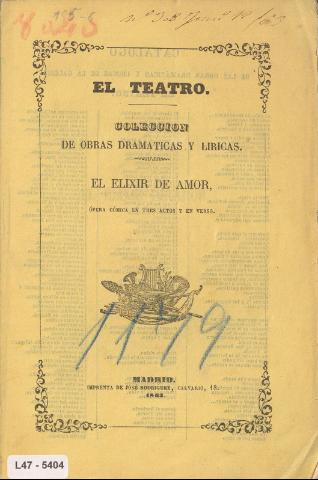 EL TEATRO.
COLECCION
DE OBRAS DRAMATICAS Y LIRICAS.
EL ELIXIR DE AMOR,
ÓPERA CÓMICA EN TRES ACTOS Y EN VERSO.
1179
MADRID.
IMPRENTA DE JOSÉ RODRIGUEZ, CALVARIO, 18.
L47 - 5404